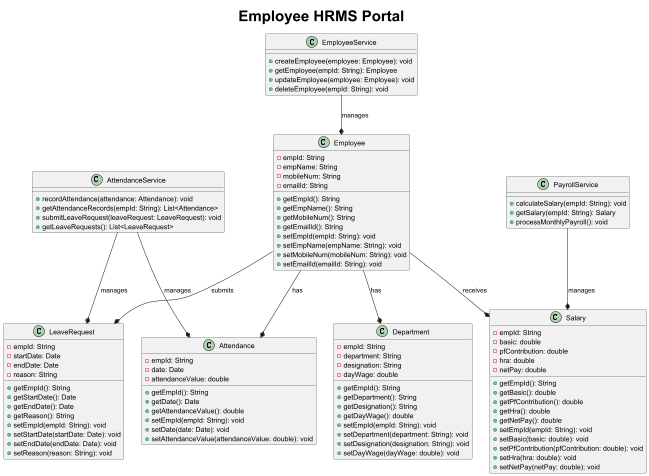 Employee HRMS Portal
EmployeeService
createEmployee(employee: Employee): void
getEmployee(empId: String): Employee
updateEmployee(employee: Employee): void
deleteEmployee(empId: String): void
manages
Employee
empId: String
empName: String
mobileNum: String
emailId: String
getEmpId(): String
getEmpName(): String
getMobileNum(): String
getEmailId(): String
setEmpId(empId: String): void
setEmpName(empName: String): void
setMobileNum(mobileNum: String): void
setEmailId(emailId: String): void
AttendanceService
recordAttendance(attendance: Attendance): void
getAttendanceRecords(empId: String): List<Attendance>
submitLeaveRequest(leaveRequest: LeaveRequest): void
getLeaveRequests(): List<LeaveRequest>
PayrollService
calculateSalary(empId: String): void
getSalary(empId: String): Salary
processMonthlyPayroll(): void
manages
manages
submits
has
has
receives
manages
LeaveRequest
empId: String
startDate: Date
endDate: Date
reason: String
getEmpId(): String
getStartDate(): Date
getEndDate(): Date
getReason(): String
setEmpId(empId: String): void
setStartDate(startDate: Date): void
setEndDate(endDate: Date): void
setReason(reason: String): void
Attendance
empId: String
date: Date
attendanceValue: double
getEmpId(): String
getDate(): Date
getAttendanceValue(): double
setEmpId(empId: String): void
setDate(date: Date): void
setAttendanceValue(attendanceValue: double): void
Department
empId: String
department: String
designation: String
dayWage: double
getEmpId(): String
getDepartment(): String
getDesignation(): String
getDayWage(): double
setEmpId(empId: String): void
setDepartment(department: String): void
setDesignation(designation: String): void
setDayWage(dayWage: double): void
Salary
empId: String
basic: double
pfContribution: double
hra: double
netPay: double
getEmpId(): String
getBasic(): double
getPfContribution(): double
getHra(): double
getNetPay(): double
setEmpId(empId: String): void
setBasic(basic: double): void
setPfContribution(pfContribution: double): void
setHra(hra: double): void
setNetPay(netPay: double): void